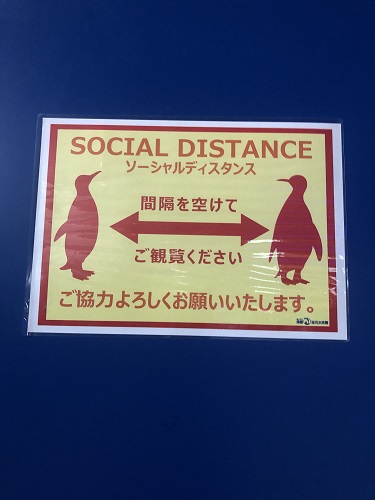 SOCIAL DISTANCE
ソーシャルディスタンス
間隔を空けて
ご観覧ください
ご協力よろしくお願いいたします。